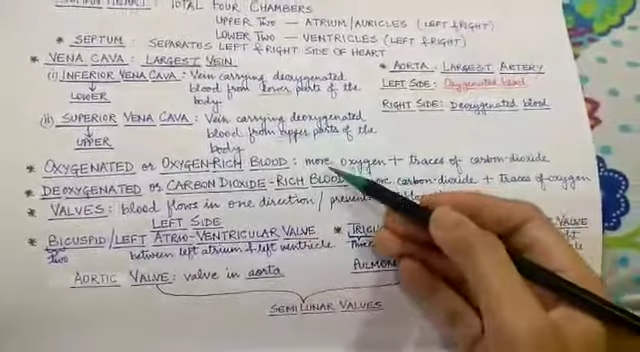 HUMAN HEART: TOTAL FOUR CHAMBERS
UPPER TWO — ATRIUM/AURICLES (LEFT & RIGHT)
LOWER TWO — VENTRICLES (LEFT & RIGHT)
* SEPTUM: SEPARATES LEFT & RIGHT SIDE OF HEART
* VENA CAVA: LARGEST VEIN
(i) INFERIOR VENA CAVA: Vein carrying deoxygenated
LOWER
blood from lower parts of the
body.
ii) SUPERIOR VENA CAVA: Vein carrying deoxygenated
UPPER
blood from upper parts of the
body
* AORTA: LARGEST ARTERY
LEFT SIDE: Oxygenated blood
RIGHT SIDE: Deoxygenated blood
* OXYGENATED or OXYGEN-RICH BLOOD: more oxygen + traces of carbon-dioxide
* DEOXYGENATED or CARBON DIOXIDE-RICH BLOOD carbon-dioxide + traces of oxygen
* VALVES: blood flows in one direction/
LEFT SIDE
* BICUSPID/LEFT ATRIO-VENTRICULAR VALVE
Two
between left atrium & left ventricle.
AORTIC VALVE: valve in aorta
* VALVE
SEMILUNAR VALVES